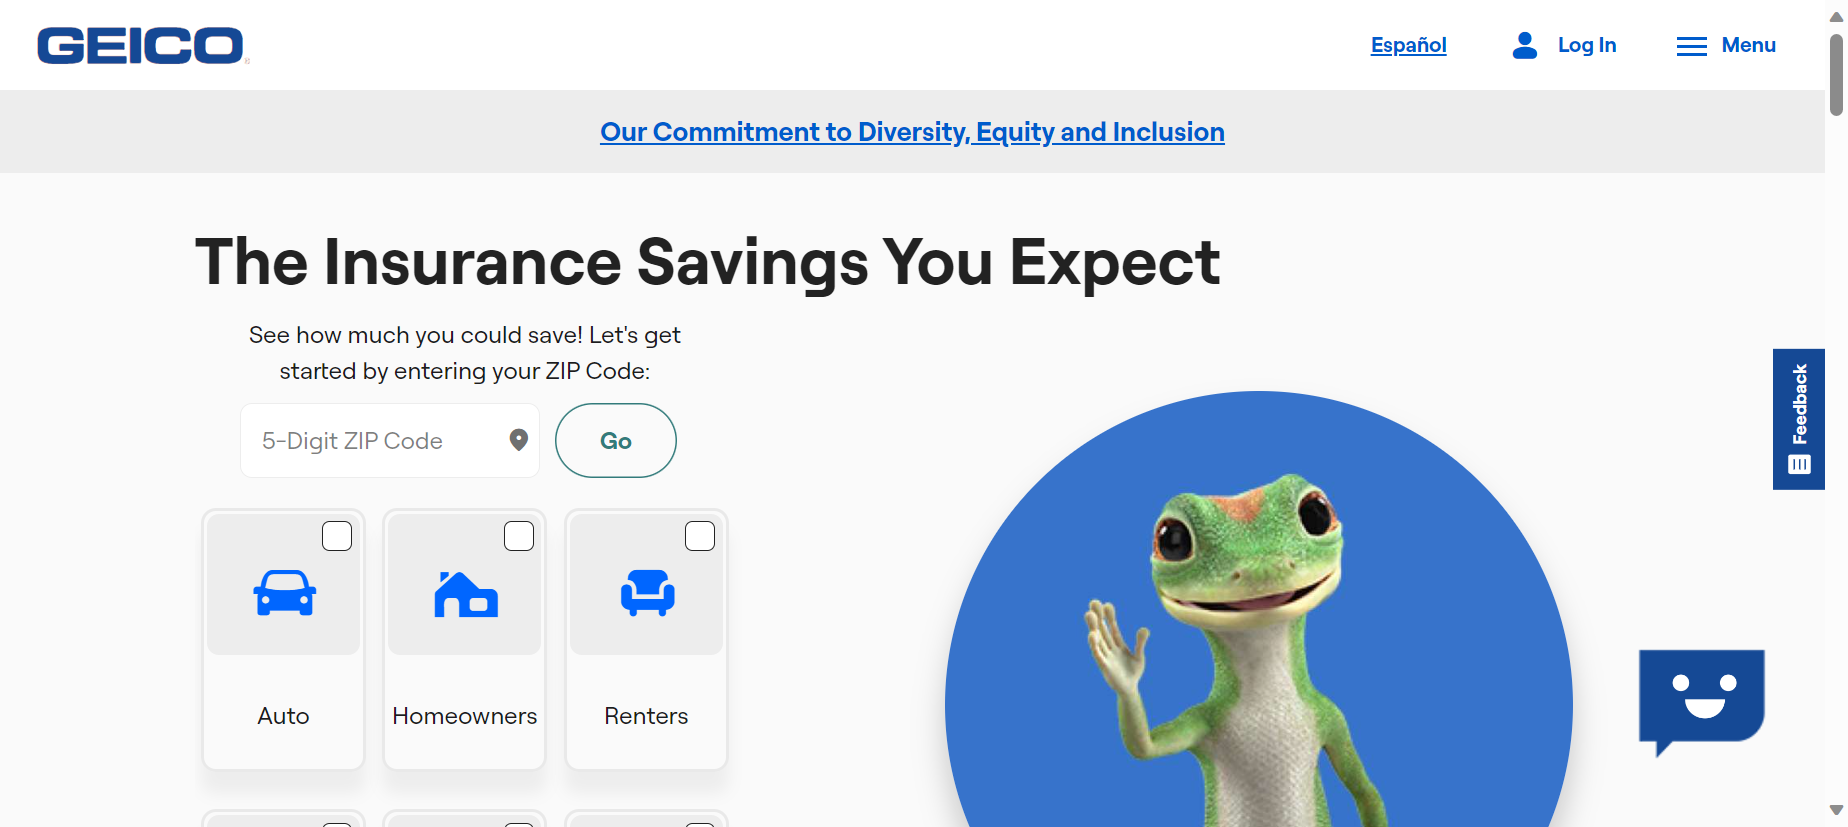 GEICO
Español
Log In
Menu
Our Commitment to Diversity, Equity and Inclusion
The Insurance Savings You Expect
See how much you could save! Let's get
started by entering your ZIP Code:
5-Digit ZIP Code
Go
Feedback
Auto
Homeowners
Renters